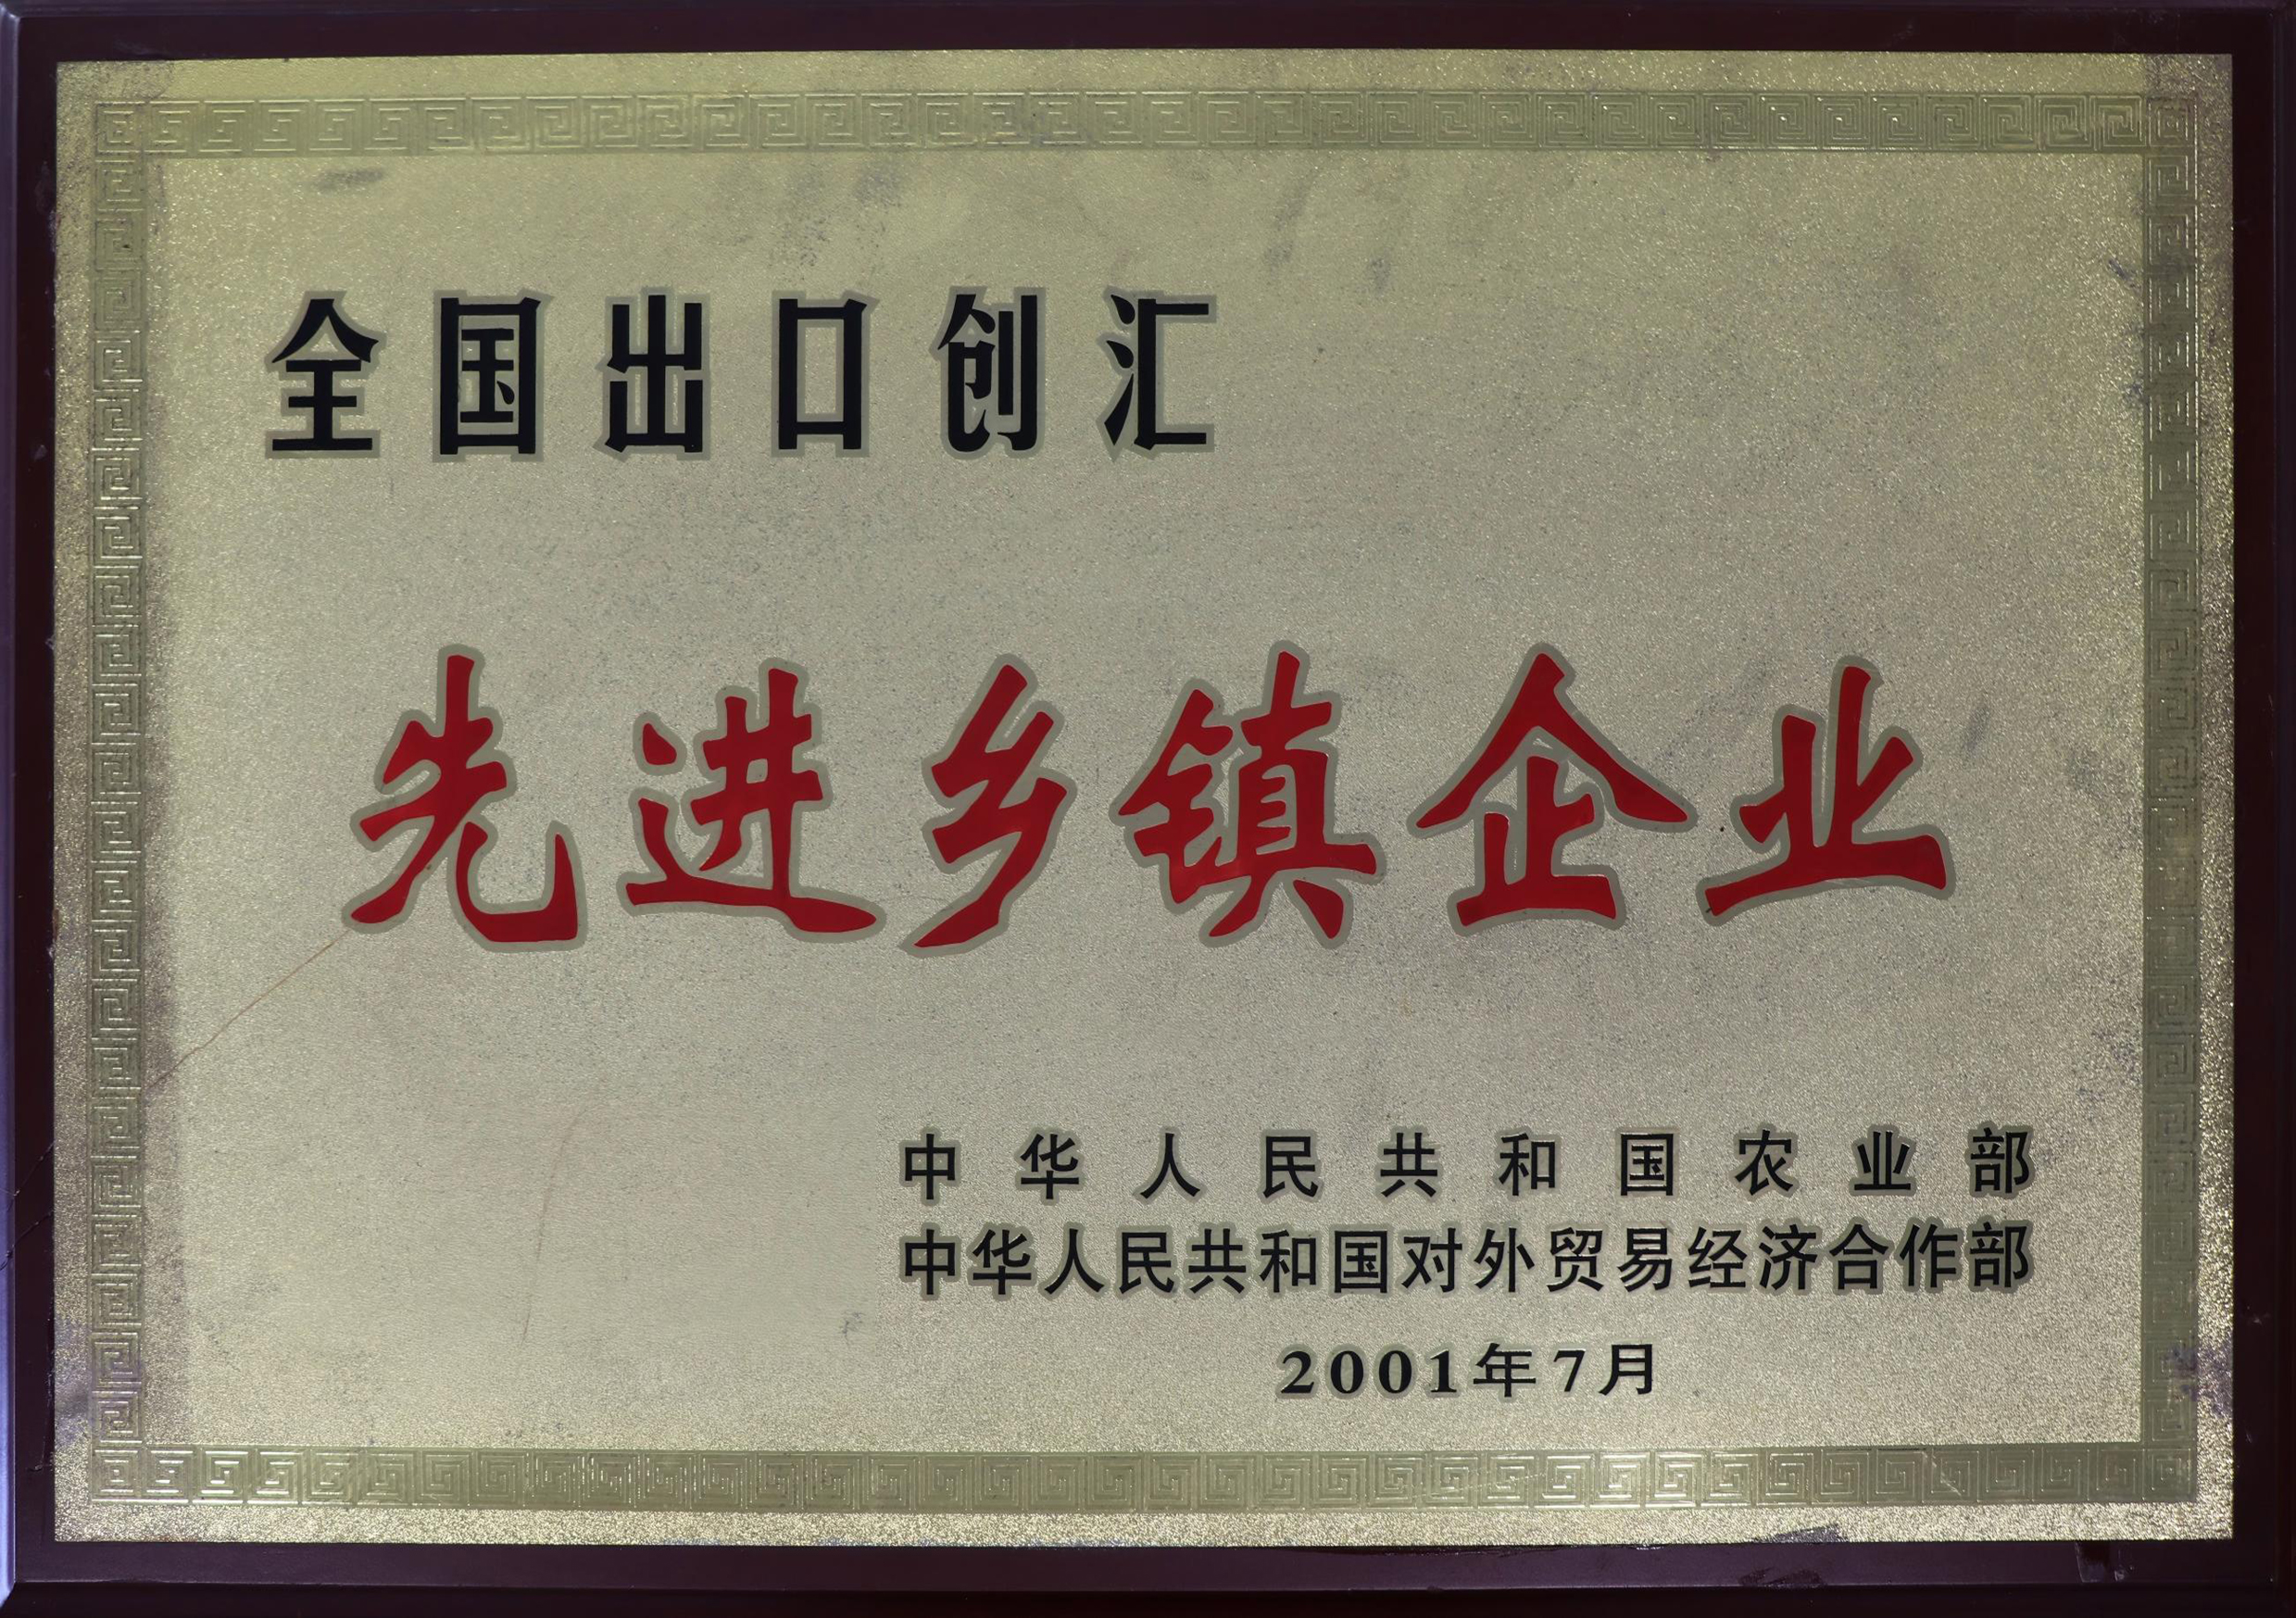 全国出口创汇
先进乡镇企业
中华人民共和国农业部
中华人民共和国对外贸易经济合作部
2001年7月